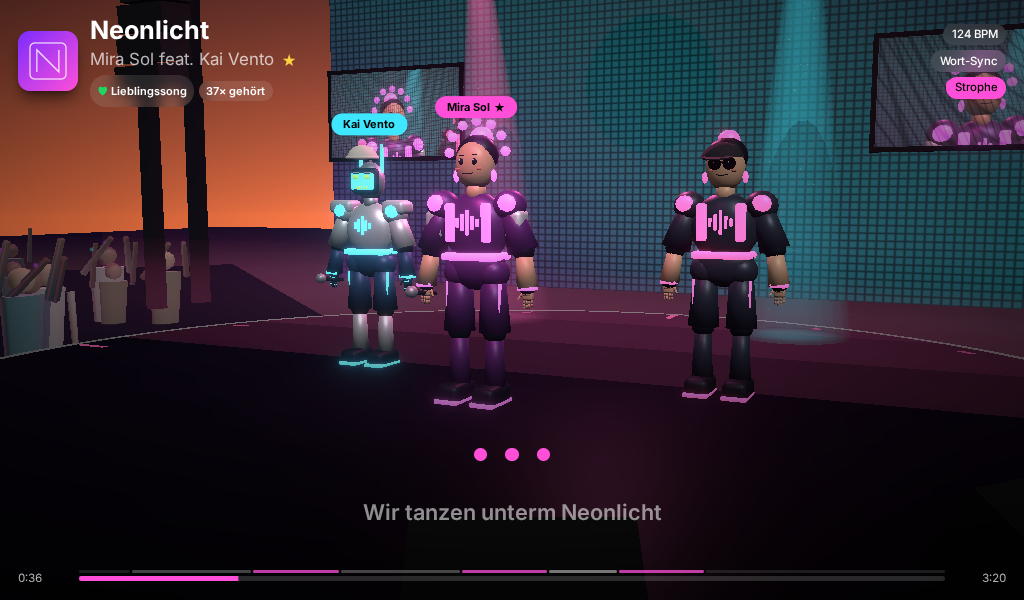 Neonlicht
Mira Sol feat. Kai Vento ★
Lieblingssong
37× gehört
124 BPM
Wort-Sync
Strophe
N
Mira Sol ★
Kai Vento
Wir tanzen unterm Neonlicht
0:36
3:20